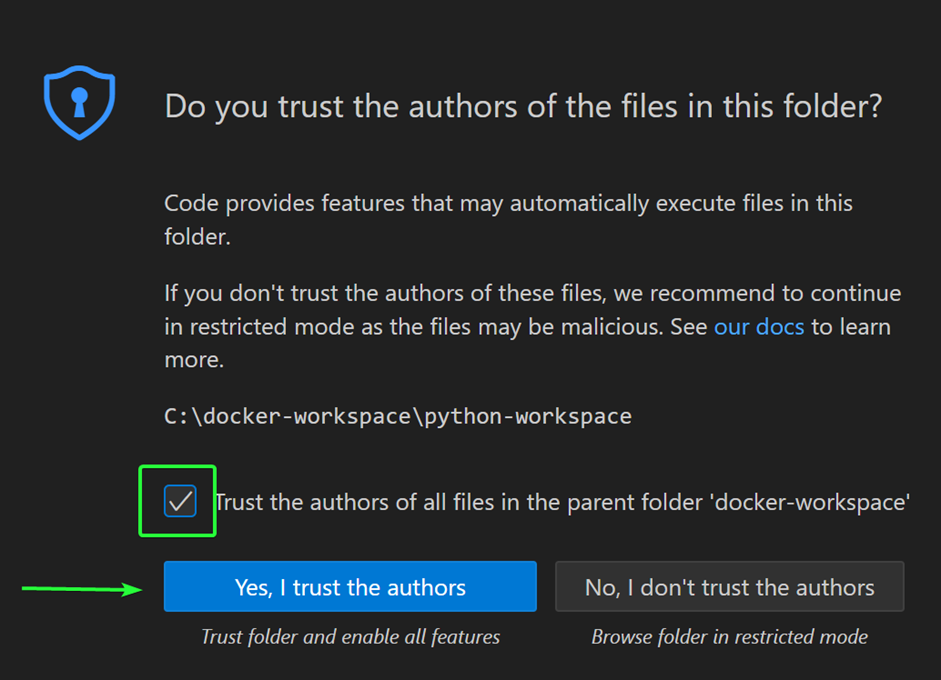 Do you trust the authors of the files in this folder?
Code provides features that may automatically execute files in this
folder.
If you don't trust the authors of these files, we recommend to continue
in restricted mode as the files may be malicious. See our docs to learn
more.
C:\docker-workspace\python-workspace
Trust the authors of all files in the parent folder 'docker-workspace'
Yes, I trust the authors
No, I don't trust the authors
Trust folder and enable all features
Browse folder in restricted mode